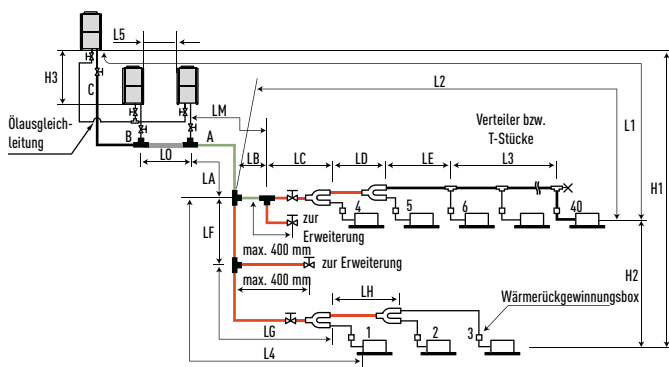 L5
H3
C
L2
LM
Verteiler bzw.
T-Stücke
L1
H1
Ölausgleich-
leitung
B
A
LO
LA
LB
LC
LD
LE
L3
4
5
6
40
zur
Erweiterung
LF
max. 400 mm
zur Erweiterung
max. 400 mm
H2
LH
Wärmerückgewinnungsbox
LG
1
2
3
L4